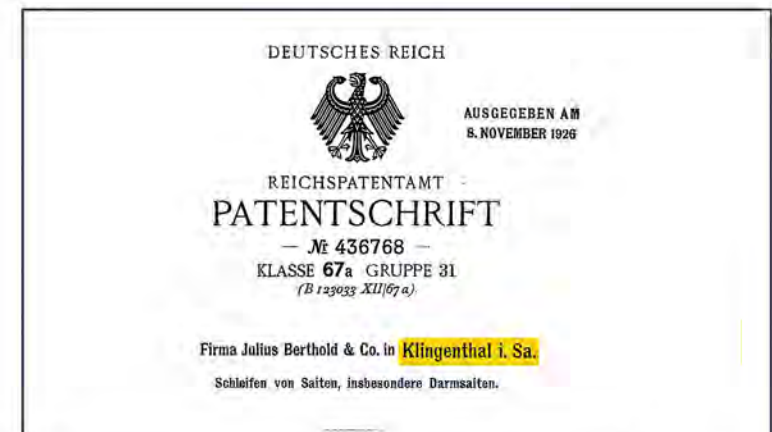 DEUTSCHES REICH
AUSGEGEBEN AM
8. NOVEMBER 1926
REICHSPATENTAMT
PATENTSCHRIFT
— № 436768 —
KLASSE 67a GRUPPE 31
(B 123033 XII|67a)
Firma Julius Berthold & Co. in Klingenthal i. Sa.
Schleifen von Saiten, insbesondere Darmsaiten.